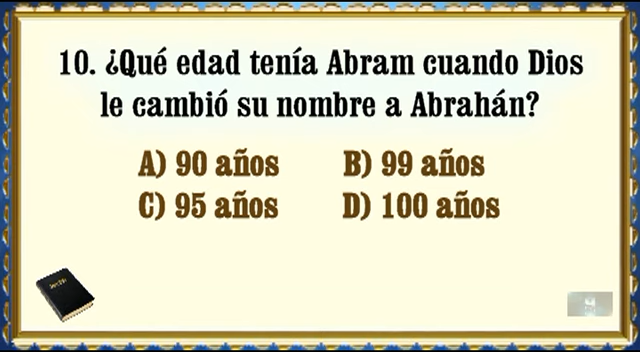 10. ¿Qué edad tenía Abram cuando Dios
le cambió su nombre a Abrahán?
A) 90 años B) 99 años
C) 95 años D) 100 años